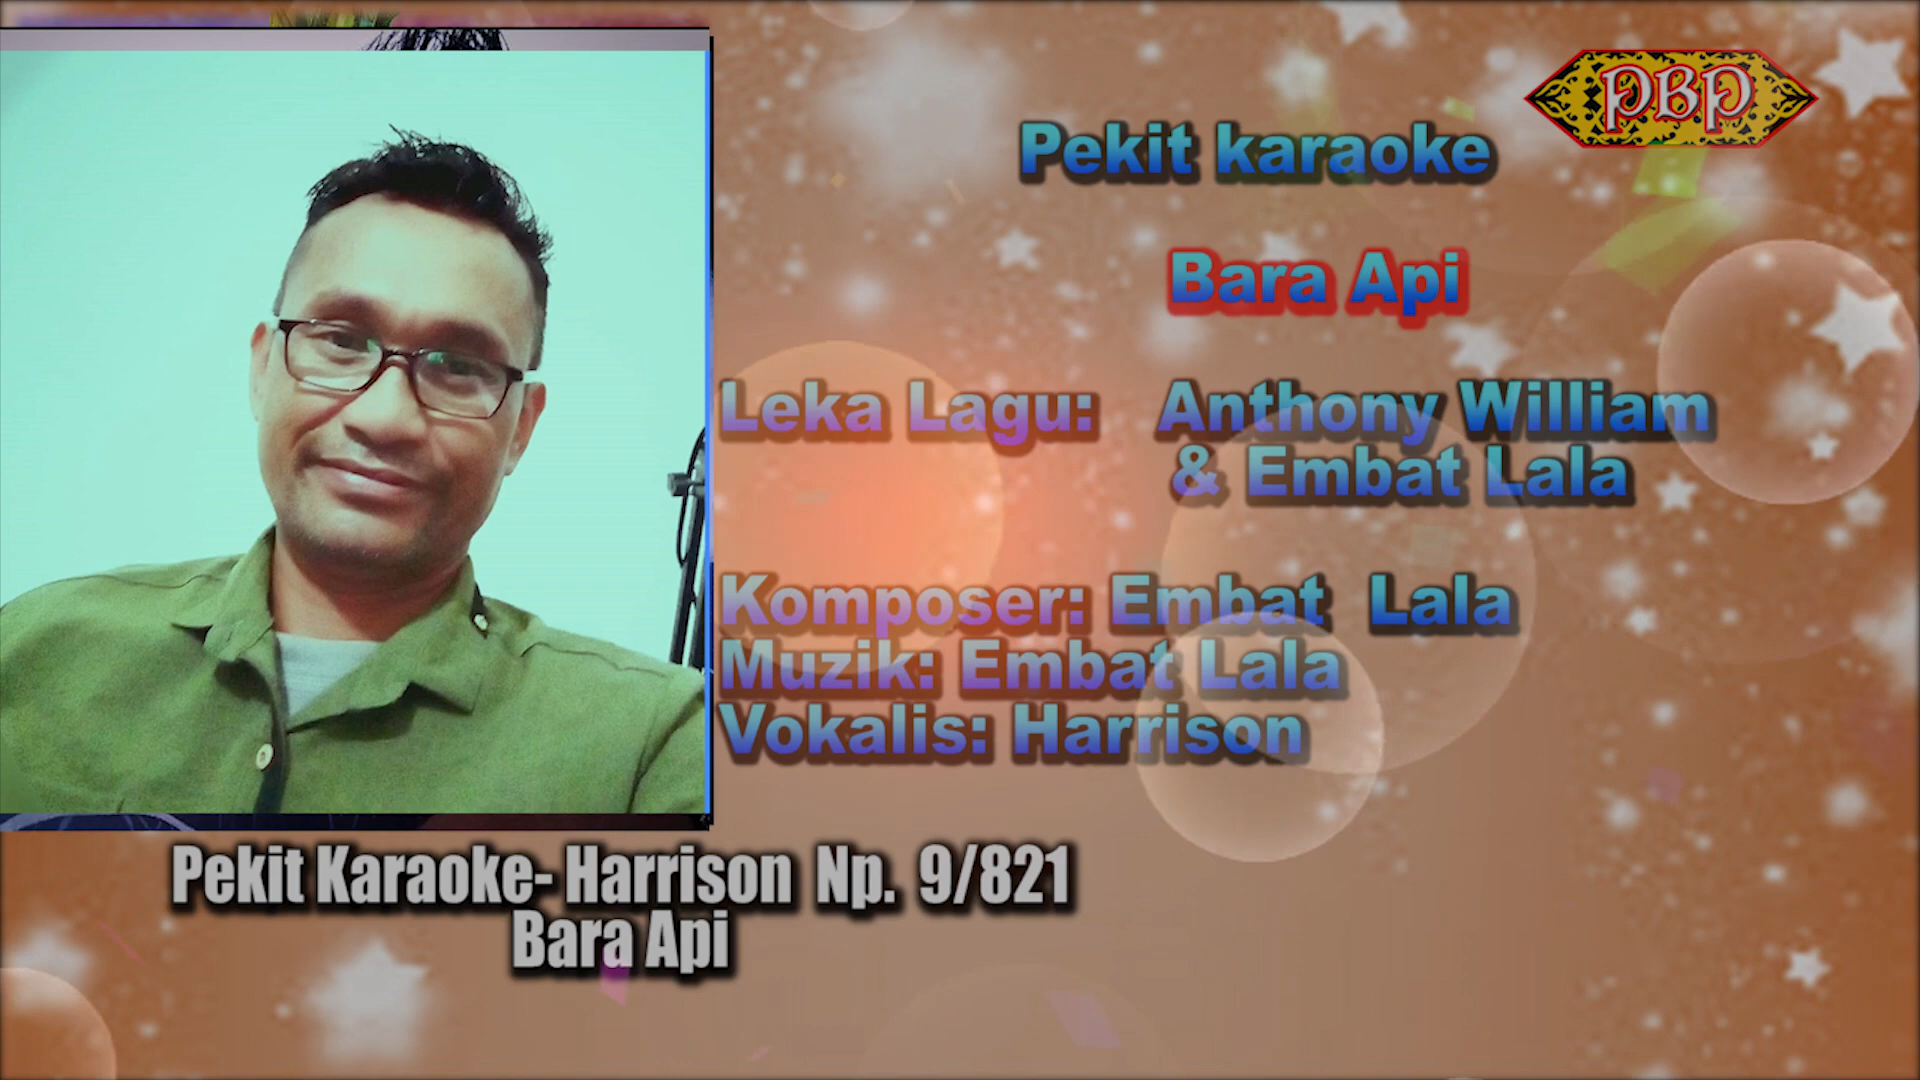 PBP
Pekit karaoke
Bara Api
Leka Lagu: Anthony William
& Embat Lala
Komposer: Embat Lala
Muzik: Embat Lala
Vokalis: Harrison
Pekit Karaoke- Harrison Np. 9/821
Bara Api